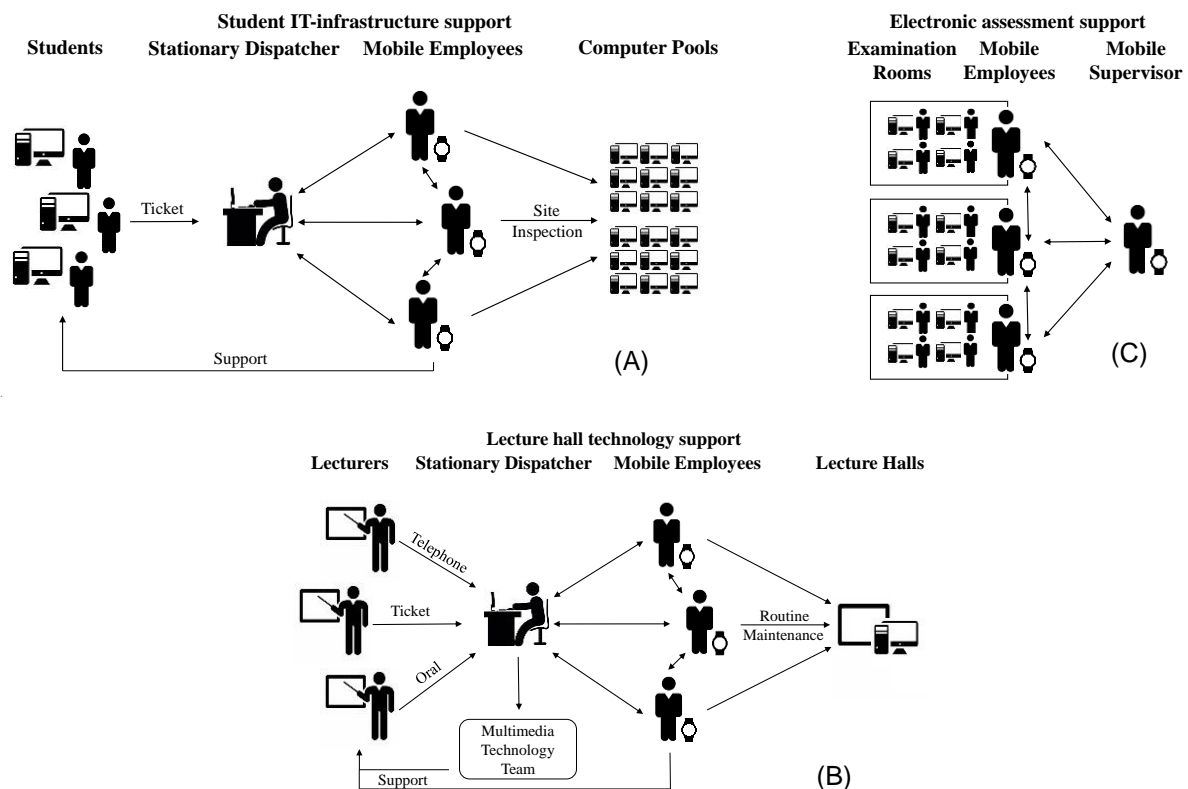 Student IT-infrastructure support
Students
Stationary Dispatcher
Mobile Employees
Computer Pools
Ticket
Site
Inspection
Support
(A)
Electronic assessment support
Examination
Rooms
Mobile
Employees
Mobile
Supervisor
(C)
Lecture hall technology support
Lecturers
Stationary Dispatcher
Mobile Employees
Lecture Halls
Telephone
Ticket
Oral
Routine
Maintenance
Multimedia
Technology
Team
Support
(B)